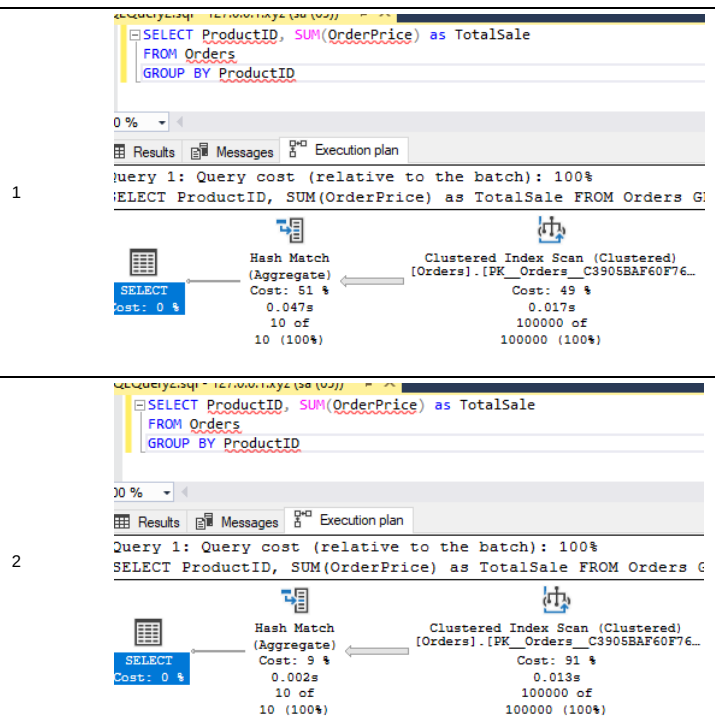 1
SELECT ProductID, SUM(OrderPrice) as TotalSale
FROM Orders
GROUP BY ProductID
0 %
Results Messages Execution plan
Query 1: Query cost (relative to the batch): 100%
SELECT ProductID, SUM(OrderPrice) as TotalSale FROM Orders
Hash Match
(Aggregate)
Cost: 51 %
0.047s
10 of
10 (100%)
Clustered Index Scan (Clustered)
[Orders].[PK__Orders__C3905BAF60F76…
Cost: 49 %
0.017s
100000 of
100000 (100%)
SELECT
Cost: 0 %
2
SELECT ProductID, SUM(OrderPrice) as TotalSale
FROM Orders
GROUP BY ProductID
00 %
Results Messages Execution plan
Query 1: Query cost (relative to the batch): 100%
SELECT ProductID, SUM(OrderPrice) as TotalSale FROM Orders
Hash Match
(Aggregate)
Cost: 9 %
0.002s
10 of
10 (100%)
Clustered Index Scan (Clustered)
[Orders].[PK__Orders__C3905BAF60F76…
Cost: 91 %
0.013s
100000 of
100000 (100%)
SELECT
Cost: 0 %